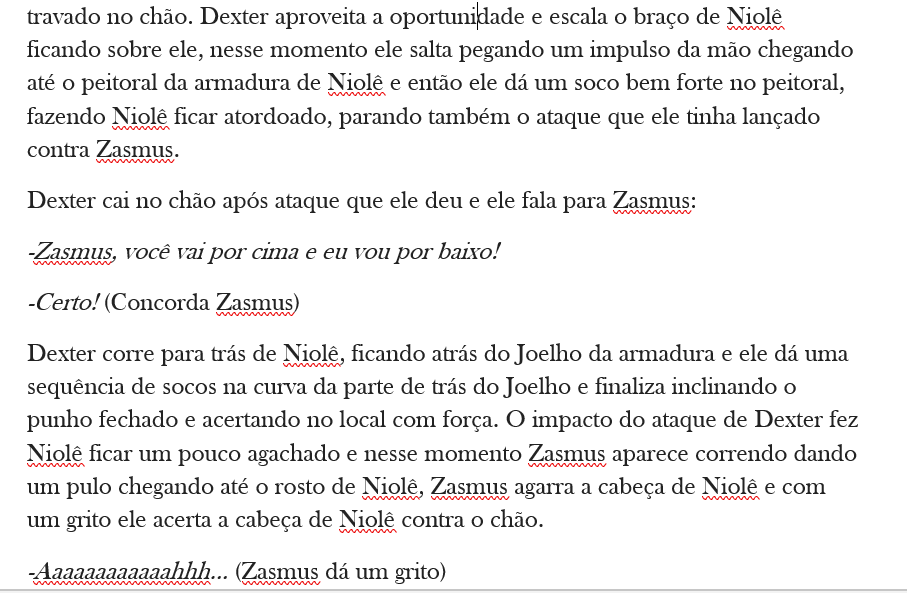 travado no chão. Dexter aproveita a oportunidade e escala o braço de Niolê
ficando sobre ele, nesse momento ele salta pegando um impulso da mão chegando
até o peitoral da armadura de Niolê e então ele dá um soco bem forte no peitoral,
fazendo Niolê ficar atordoado, parando também o ataque que ele tinha lançado
contra Zasmus.
Dexter cai no chão após ataque que ele deu e ele fala para Zasmus:
-Zasmus, você vai por cima e eu vou por baixo!
-Certo! (Concorda Zasmus)
Dexter corre para trás de Niolê, ficando atrás do Joelho da armadura e ele dá uma
sequência de socos na curva da parte de trás do Joelho e finaliza inclinando o
punho fechado e acertando no local com força. O impacto do ataque de Dexter fez
Niolê ficar um pouco agachado e nesse momento Zasmus aparece correndo dando
um pulo chegando até o rosto de Niolê, Zasmus agarra a cabeça de Niolê e com
um grito ele acerta a cabeça de Niolê contra o chão.
-Aaaaaaaaaaaahhh... (Zasmus dá um grito)